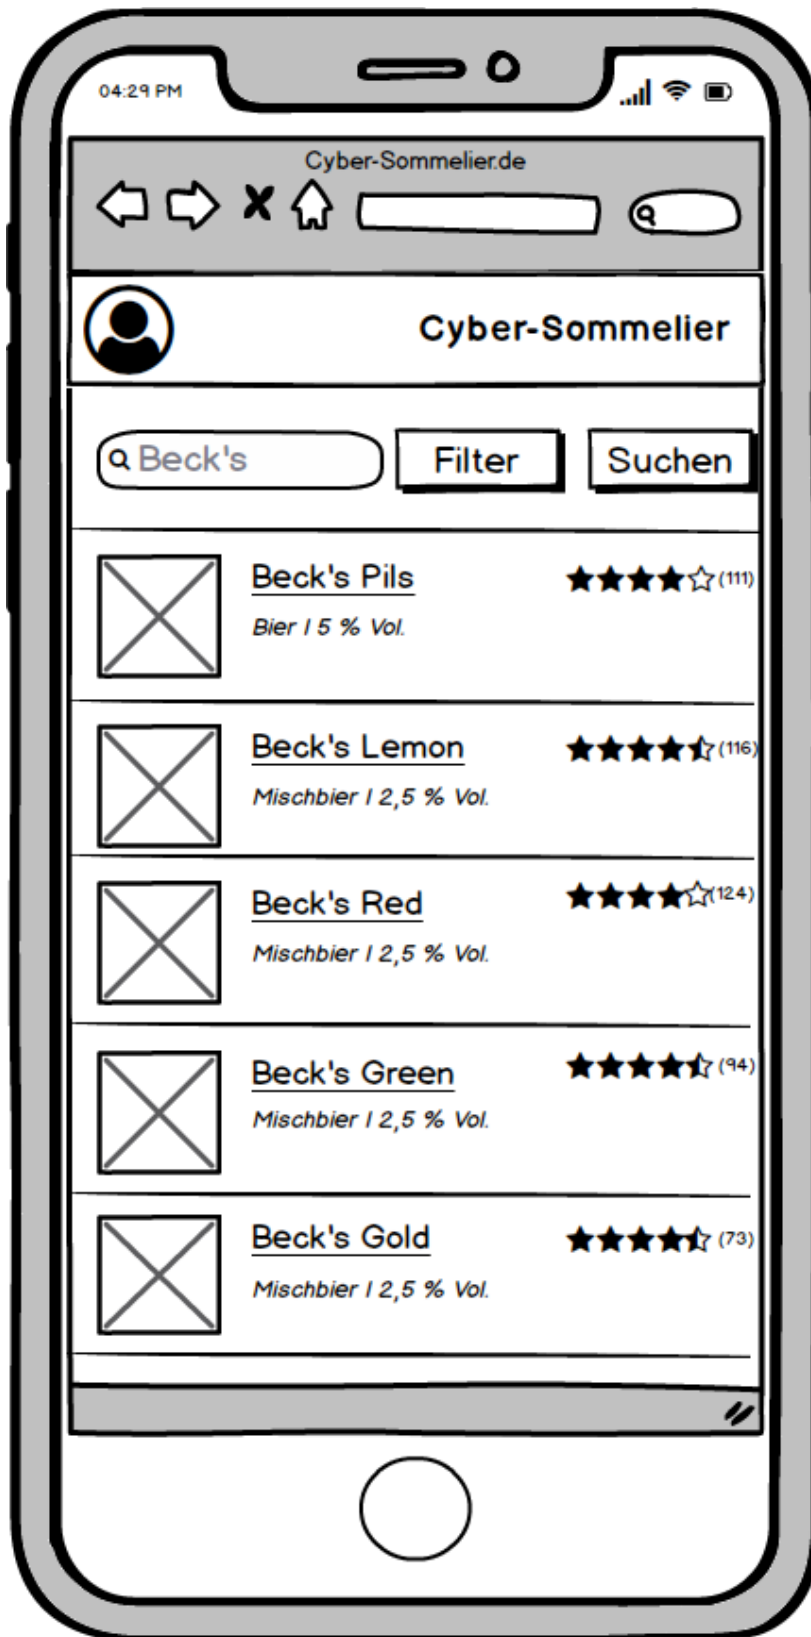 04:29 PM
Cyber-Sommelier.de
Cyber-Sommelier
Beck's
Filter
Suchen
Beck's Pils
(111)
Bier | 5 % Vol.
Beck's Lemon
(116)
Mischbier | 2,5 % Vol.
Beck's Red
(124)
Mischbier | 2,5 % Vol.
Beck's Green
(94)
Mischbier | 2,5 % Vol.
Beck's Gold
(73)
Mischbier | 2,5 % Vol.